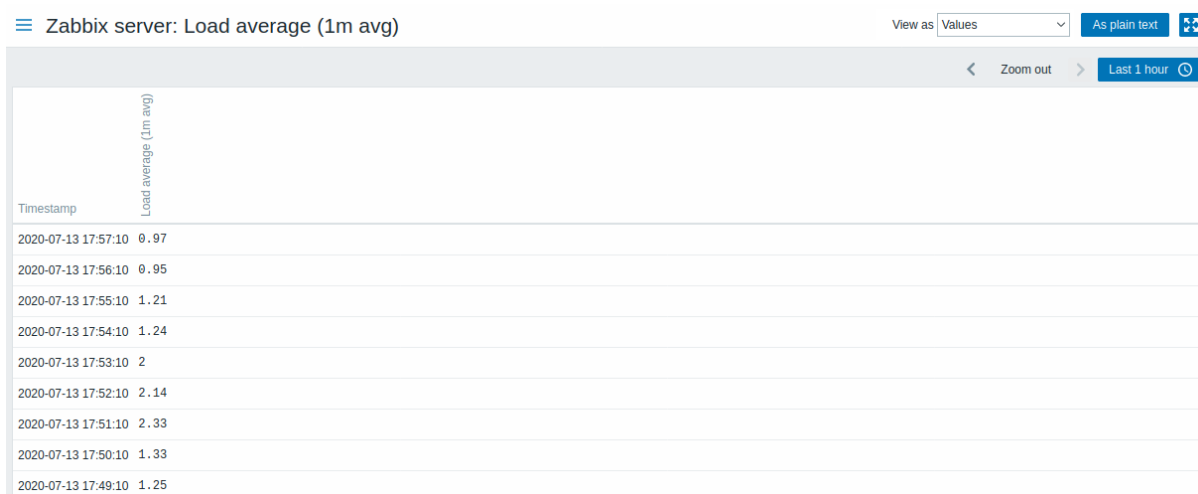 Zabbix server: Load average (1m avg)
View as Values As plain text
Zoom out Last 1 hour
Timestamp Load average (1m avg)
2020-07-13 17:57:10 0.97
2020-07-13 17:56:10 0.95
2020-07-13 17:55:10 1.21
2020-07-13 17:54:10 1.24
2020-07-13 17:53:10 2
2020-07-13 17:52:10 2.14
2020-07-13 17:51:10 2.33
2020-07-13 17:50:10 1.33
2020-07-13 17:49:10 1.25